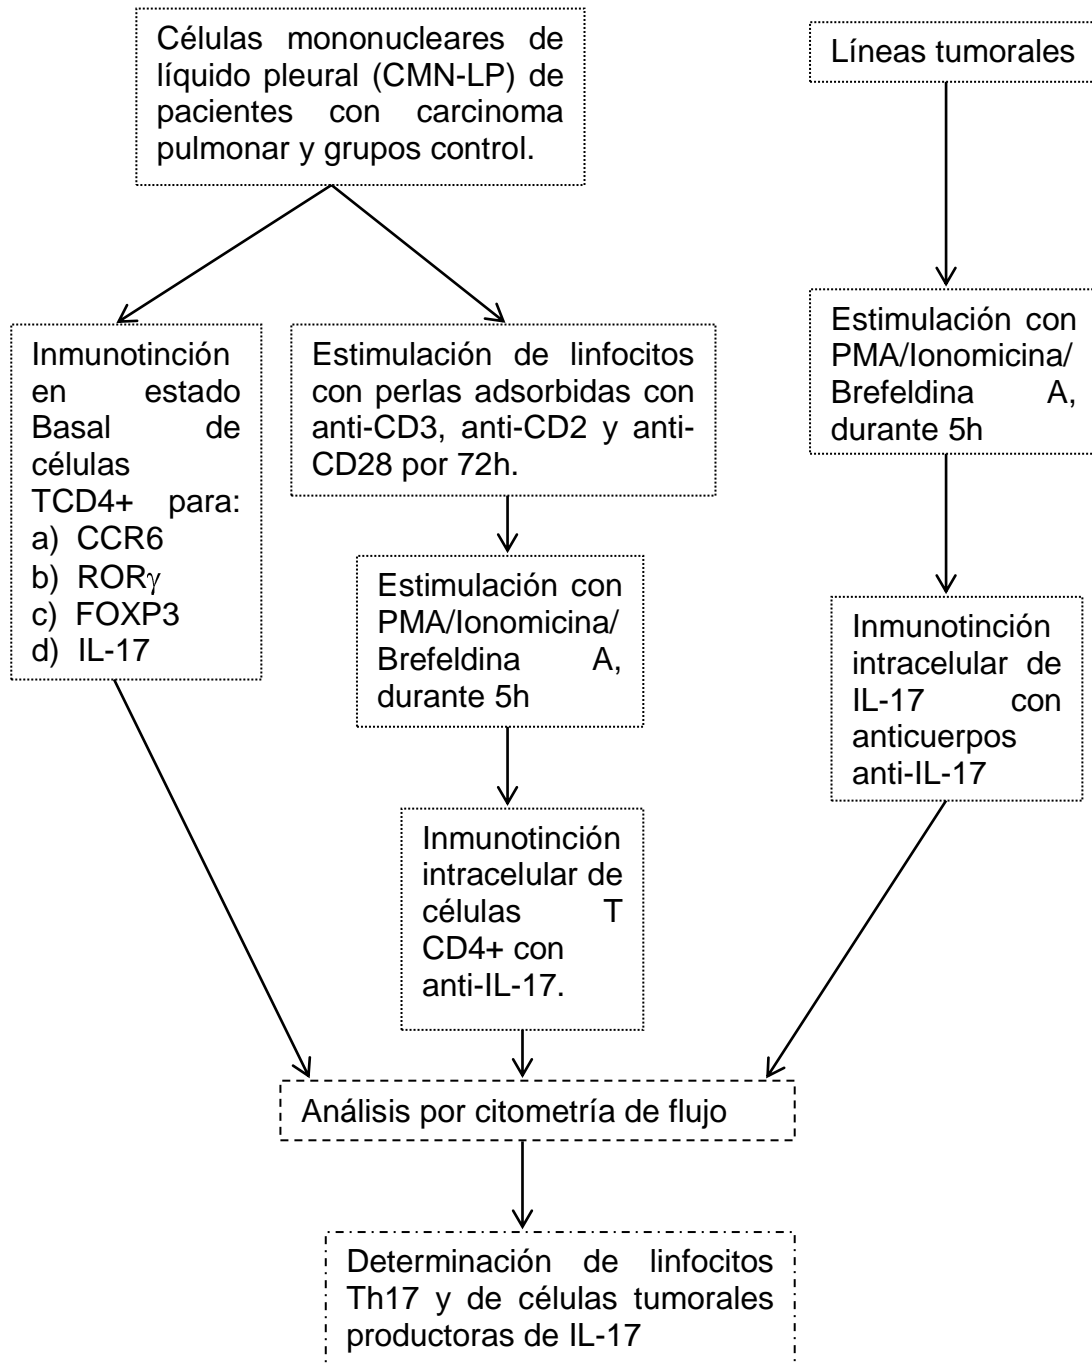 Células mononucleares de
líquido pleural (CMN-LP) de
pacientes con carcinoma
pulmonar y grupos control.
Líneas tumorales
Inmunotinción
en estado
Basal de
células
TCD4+ para:
a) CCR6
b) RORγ
c) FOXP3
d) IL-17
Estimulación de linfocitos
con perlas adsorbidas con
anti-CD3, anti-CD2 y anti-
CD28 por 72h.
Estimulación con
PMA/Ionomicina/
Brefeldina A,
durante 5h
Estimulación con
PMA/Ionomicina/
Brefeldina A,
durante 5h
Inmunotinción
intracelular de
IL-17 con
anticuerpos
anti-IL-17
Inmunotinción
intracelular de
células T
CD4+ con
anti-IL-17.
Análisis por citometría de flujo
Determinación de linfocitos
Th17 y de células tumorales
productoras de IL-17